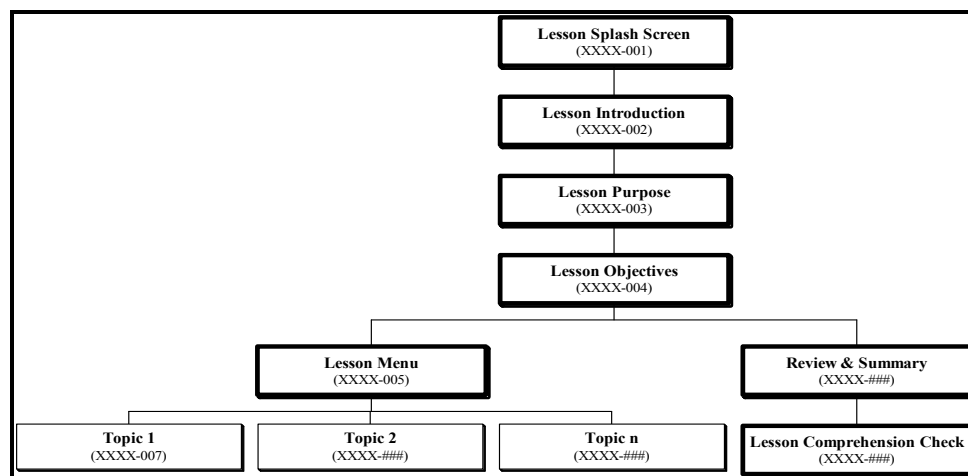 Lesson Splash Screen
(XXXX-001)
Lesson Introduction
(XXXX-002)
Lesson Purpose
(XXXX-003)
Lesson Objectives
(XXXX-004)
Lesson Menu
(XXXX-005)
Review & Summary
(XXXX-###)
Topic 1
(XXXX-007)
Topic 2
(XXXX-###)
Topic n
(XXXX-###)
Lesson Comprehension Check
(XXXX-###)